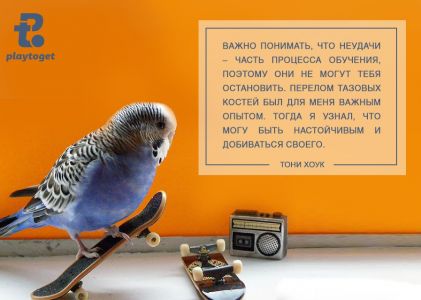 playtoget
ВАЖНО ПОНИМАТЬ, ЧТО НЕУДАЧИ
– ЧАСТЬ ПРОЦЕССА ОБУЧЕНИЯ,
ПОЭТОМУ ОНИ НЕ МОГУТ ТЕБЯ
ОСТАНОВИТЬ. ПЕРЕЛОМ ТАЗОВЫХ
КОСТЕЙ БЫЛ ДЛЯ МЕНЯ ВАЖНЫМ
ОПЫТОМ. ТОГДА Я УЗНАЛ, ЧТО
МОГУ БЫТЬ НАСТОЙЧИВЫМ И
ДОБИВАТЬСЯ СВОЕГО.
ТОНИ ХОУК